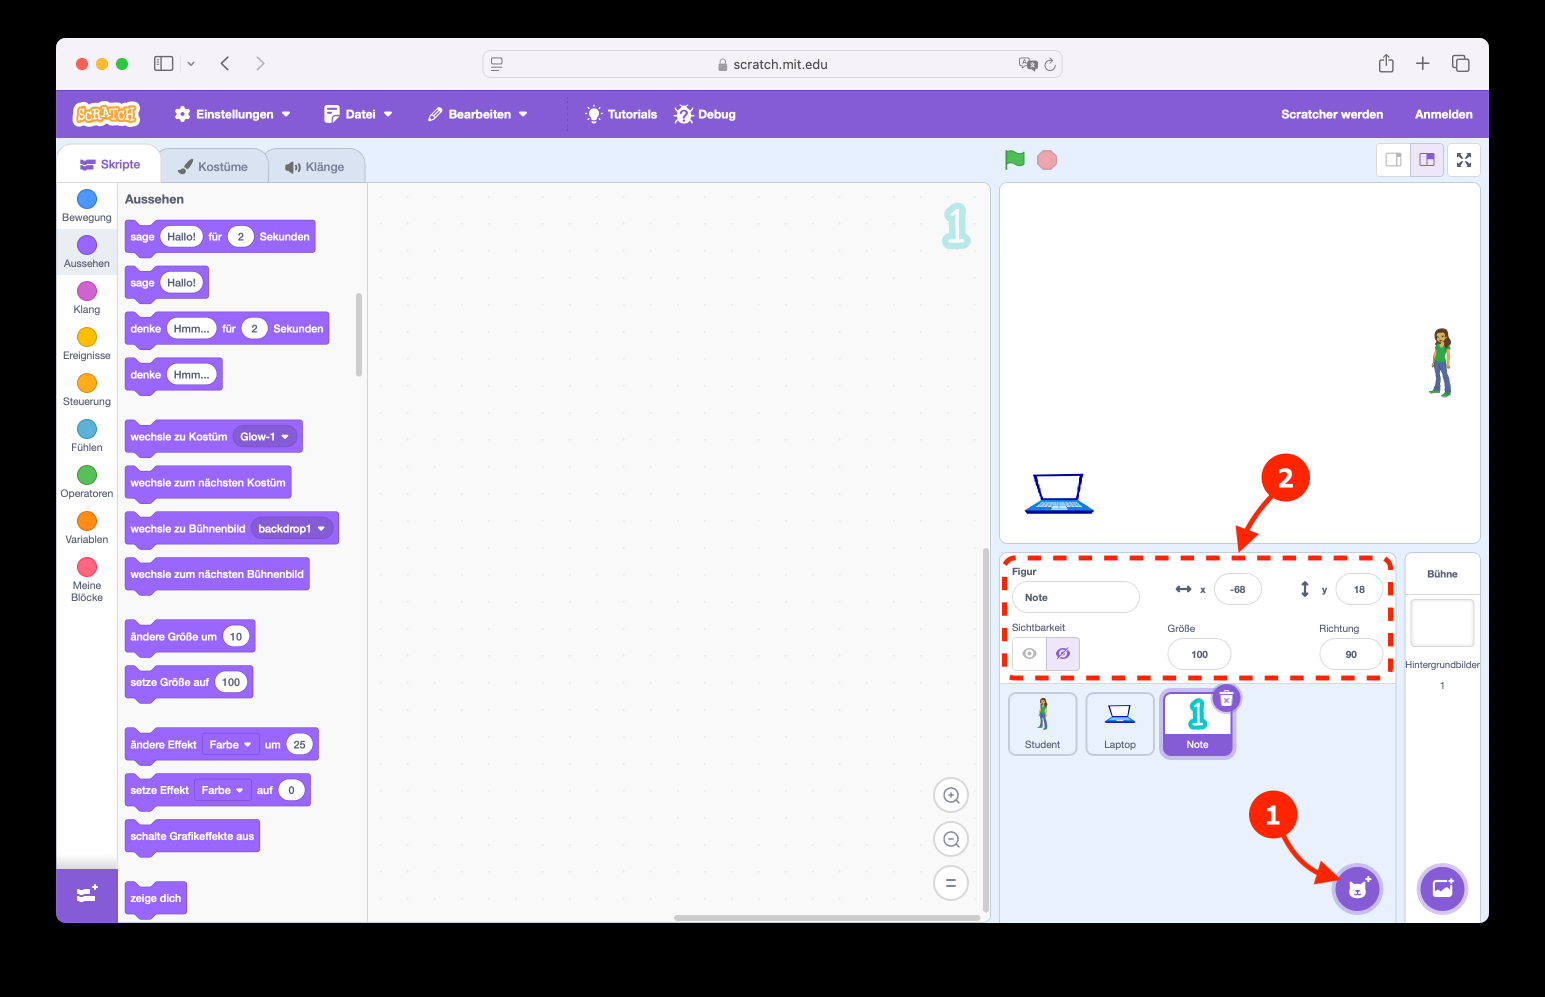 scratch.mit.edu
SCRATCH Einstellungen Datei Bearbeiten Tutorials Debug Scratcher werden Anmelden
Skripte Kostüme Klänge
Bewegung
Aussehen
Klang
Ereignisse
Steuerung
Fühlen
Operatoren
Variablen
Meine
Blöcke
Aussehen
sage Hallo! für 2 Sekunden
sage Hallo!
denke Hmm... für 2 Sekunden
denke Hmm...
wechsle zu Kostüm Glow-1
wechsle zum nächsten Kostüm
wechsle zu Bühnenbild backdrop1
wechsle zum nächsten Bühnenbild
ändere Größe um 10
setze Größe auf 100
ändere Effekt Farbe um 25
setze Effekt Farbe auf 0
schalte Grafikeffekte aus
zeige dich
1
2
Figur
Note x -68 y 18
Sichtbarkeit Größe Richtung
100 90
1
Student Laptop Note
1
Bühne
Hintergrundbilder
1